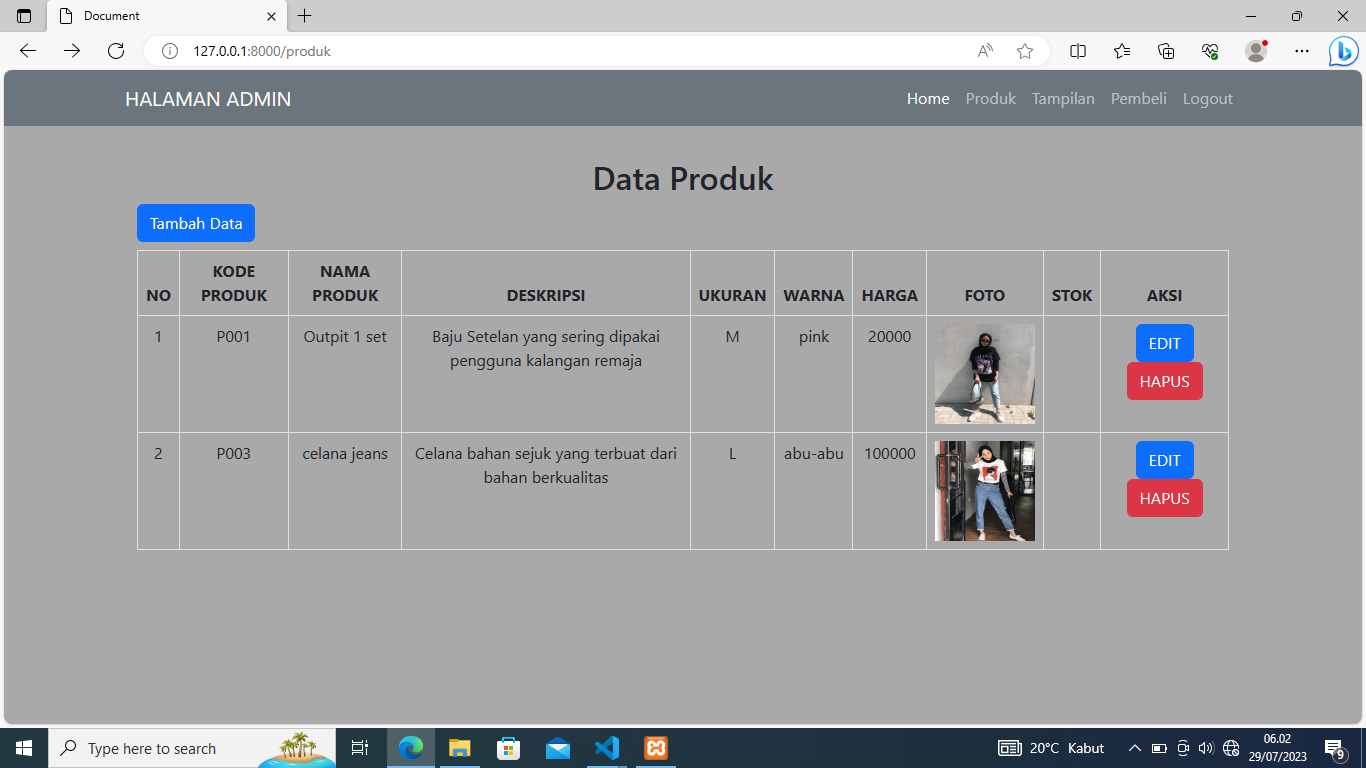 Document
127.0.0.1:8000/produk
HALAMAN ADMIN
Home Produk Tampilan Pembeli Logout
Data Produk
Tambah Data
NO KODE PRODUK NAMA PRODUK DESKRIPSI UKURAN WARNA HARGA FOTO STOK AKSI
1 P001 Outpit 1 set Baju Setelan yang sering dipakai pengguna kalangan remaja M pink 20000 EDIT HAPUS
2 P003 celana jeans Celana bahan sejuk yang terbuat dari bahan berkualitas L abu-abu 100000 EDIT HAPUS
Type here to search
20°C Kabut
06.02
29/07/2023
9